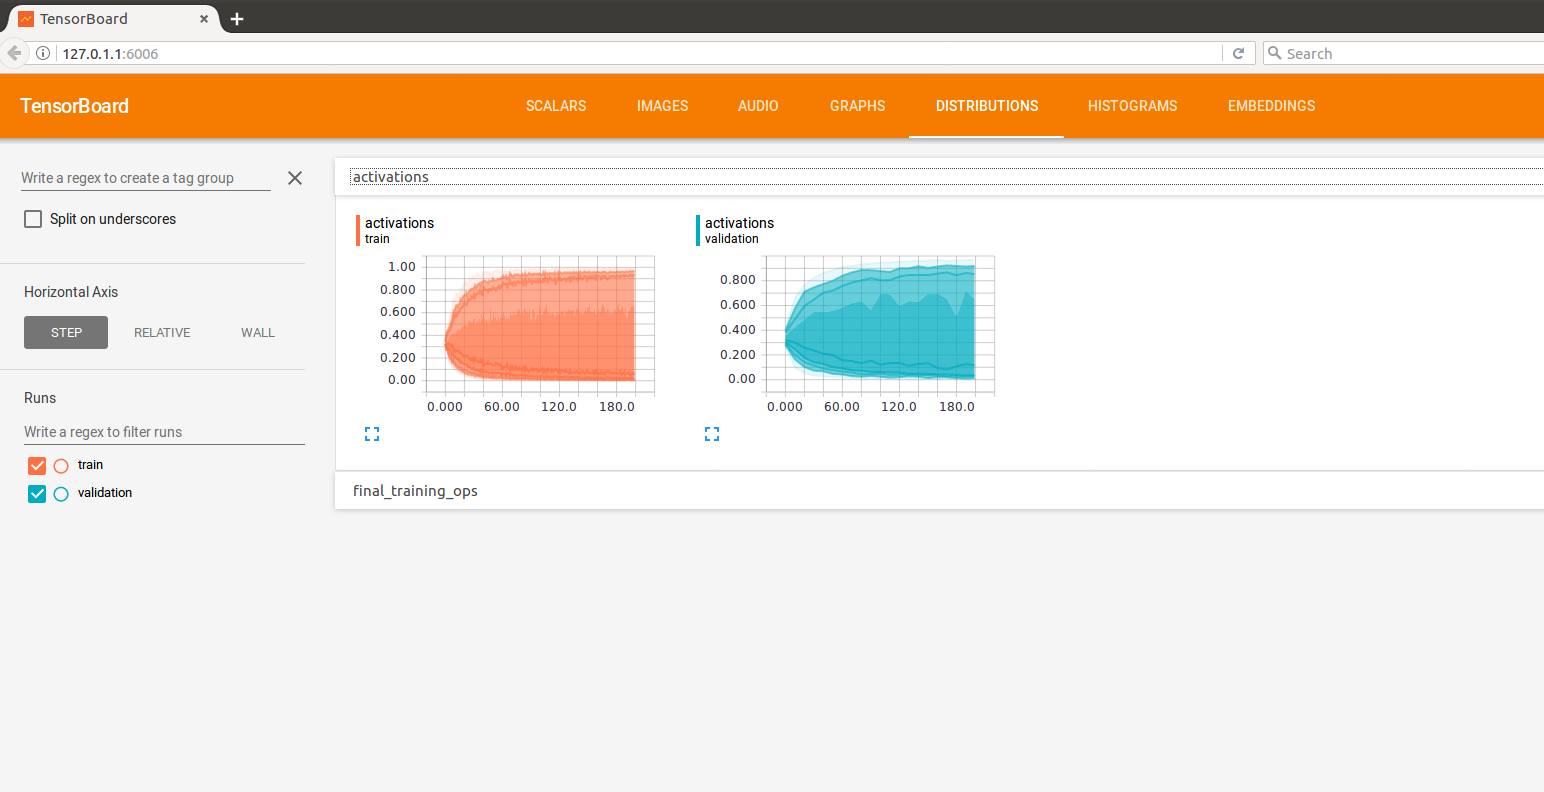 TensorBoard
127.0.1.1:6006
Search
TensorBoard
SCALARS IMAGES AUDIO GRAPHS DISTRIBUTIONS HISTOGRAMS EMBEDDINGS
Write a regex to create a tag group
Split on underscores
Horizontal Axis
STEP RELATIVE WALL
Runs
Write a regex to filter runs
train
validation
activations
activations
train
1.00
0.800
0.600
0.400
0.200
0.00
0.000 60.00 120.0 180.0
activations
validation
0.800
0.600
0.400
0.200
0.00
0.000 60.00 120.0 180.0
final_training_ops